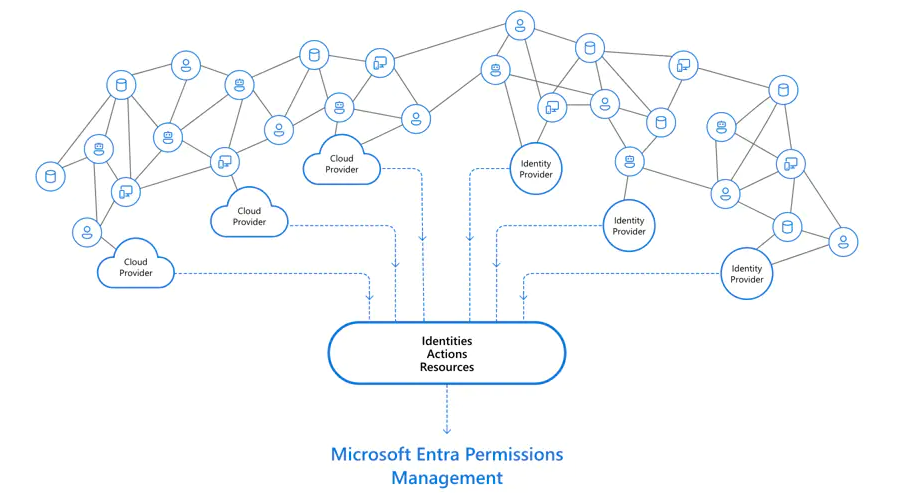 Cloud
Provider
Identity
Provider
Cloud
Provider
Identity
Provider
Cloud
Provider
Identity
Provider
Identities
Actions
Resources
Microsoft Entra Permissions
Management